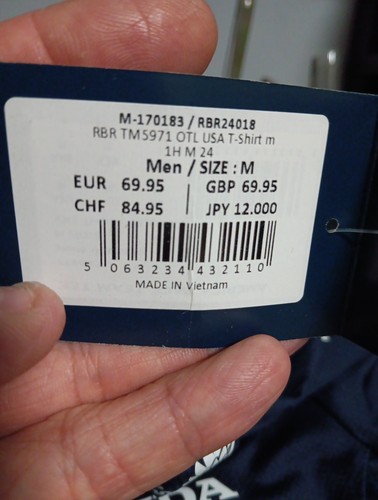 M-170183 / RBR24018
RBR TM5971 OTL USA T-Shirt m
1H M 24
Men / SIZE : M
EUR 69.95 | GBP 69.95
CHF 84.95 | JPY 12.000
5 063234 432110
MADE IN Vietnam